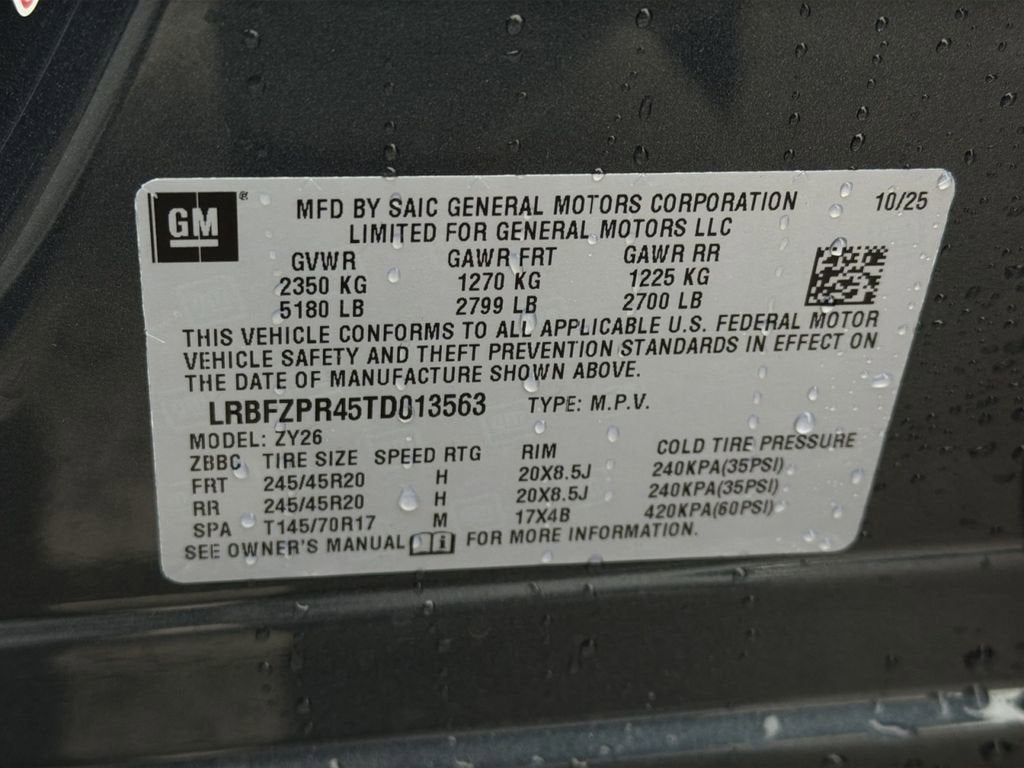 GM ®
MFD BY SAIC GENERAL MOTORS CORPORATION 10/25
LIMITED FOR GENERAL MOTORS LLC
GVWR GAWR FRT GAWR RR
2350 KG 1270 KG 1225 KG
5180 LB 2799 LB 2700 LB
THIS VEHICLE CONFORMS TO ALL APPLICABLE U.S. FEDERAL MOTOR
VEHICLE SAFETY AND THEFT PREVENTION STANDARDS IN EFFECT ON
THE DATE OF MANUFACTURE SHOWN ABOVE.
LRBFZPR45TD013563 TYPE: M.P.V.
MODEL: ZY26
ZBBC TIRE SIZE SPEED RTG RIM COLD TIRE PRESSURE
FRT 245/45R20 H 20X8.5J 240KPA(35PSI)
RR 245/45R20 H 20X8.5J 240KPA(35PSI)
SPA T145/70R17 M 17X4B 420KPA(60PSI)
SEE OWNER'S MANUAL i FOR MORE INFORMATION.